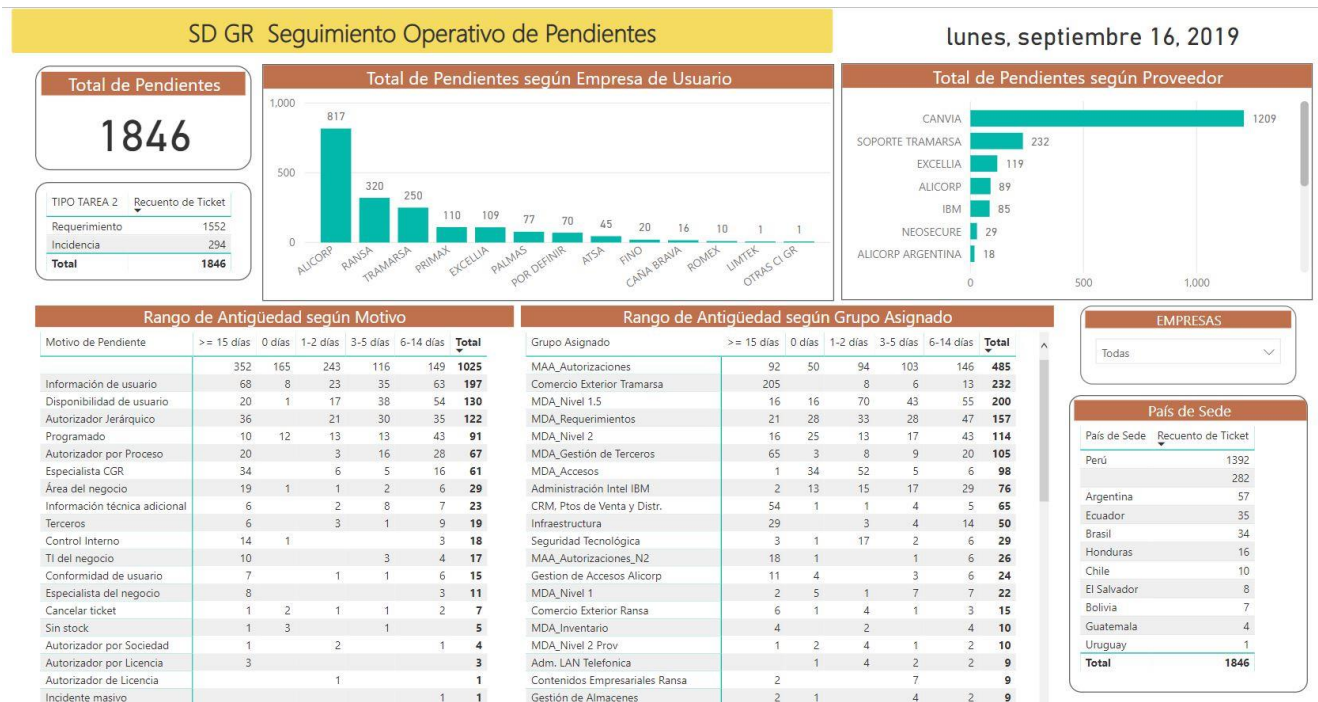 SD GR Seguimiento Operativo de Pendientes
lunes, septiembre 16, 2019
Total de Pendientes
1846
TIPO TAREA 2 Recuento de Ticket
Requerimiento 1552
Incidencia 294
Total 1846
Total de Pendientes según Empresa de Usuario
1.000
500
0
817
320
250
110
109
77
70
45
20
16
10
1
1
ALICORP
RANSA
TRAMARSA
PRIMAX
EXCELLIA
PALMAS
POR DEFINIR
ATSA
FINO
CAÑA BRAVA
ROMEX
LIMTEK
OTRAS CI GR
Total de Pendientes según Proveedor
CANVIA 1209
SOPORTE TRAMARSA 232
EXCELLIA 119
ALICORP 89
IBM 85
NEOSECURE 29
ALICORP ARGENTINA 18
0 500 1.000
Rango de Antigüedad según Motivo
Motivo de Pendiente >= 15 días 0 días 1-2 días 3-5 días 6-14 días Total
352 165 243 116 149 1025
Información de usuario 68 8 23 35 63 197
Disponibilidad de usuario 20 1 17 38 54 130
Autorizador Jerárquico 36 21 30 35 122
Programado 10 12 13 13 43 91
Autorizador por Proceso 20 3 16 28 67
Especialista CGR 34 6 5 16 61
Área del negocio 19 1 1 2 6 29
Información técnica adicional 6 2 8 7 23
Terceros 6 3 1 9 19
Control Interno 14 1 3 18
TI del negocio 10 3 4 17
Conformidad de usuario 7 1 1 6 15
Especialista del negocio 8 3 11
Cancelar ticket 1 2 1 1 2 7
Sin stock 1 3 1 5
Autorizador por Sociedad 1 2 1 4
Autorizador por Licencia 3 3
Autorizador de Licencia 1 1
Incidente masivo 1 1
Rango de Antigüedad según Grupo Asignado
Grupo Asignado >= 15 días 0 días 1-2 días 3-5 días 6-14 días Total
MAA_Autorizaciones 92 50 94 103 146 485
Comercio Exterior Tramarsa 205 8 6 13 232
MDA_Nivel 1.5 16 16 70 43 55 200
MDA_Requerimientos 21 28 33 28 47 157
MDA_Nivel 2 16 25 13 17 43 114
MDA_Gestión de Terceros 65 3 8 9 20 105
MDA_Accesos 1 34 52 5 6 98
Administración Intel IBM 2 13 15 17 29 76
CRM, Ptos de Venta y Distr. 54 1 1 4 5 65
Infraestructura 29 3 4 14 50
Seguridad Tecnológica 3 1 17 2 6 29
MAA_Autorizaciones_N2 18 1 1 6 26
Gestion de Accesos Alicorp 11 4 3 6 24
MDA_Nivel 1 2 5 1 7 7 22
Comercio Exterior Ransa 6 1 4 1 3 15
MDA_Inventario 4 2 4 10
MDA_Nivel 2 Prov 1 2 4 1 2 10
Adm. LAN Telefonica 1 4 2 2 9
Contenidos Empresariales Ransa 2 7 9
Gestión de Almacenes 2 1 4 2 9
EMPRESAS
Todas
País de Sede
País de Sede Recuento de Ticket
Perú 1392
282
Argentina 57
Ecuador 35
Brasil 34
Honduras 16
Chile 10
El Salvador 8
Bolivia 7
Guatemala 4
Uruguay 1
Total 1846